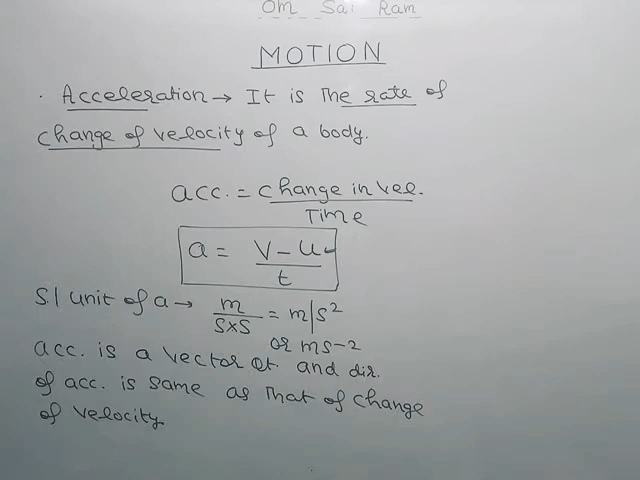 Om Sai Ram
MOTION
. Acceleration → It is The rate of
change of velocity of a body.
acc. = change in vel.
Time
a = v - u
t
S.I unit of a → m = m/s²
s×s
or ms-2
acc. is a vector qt. and dir.
of acc. is same as That of change
of velocity.